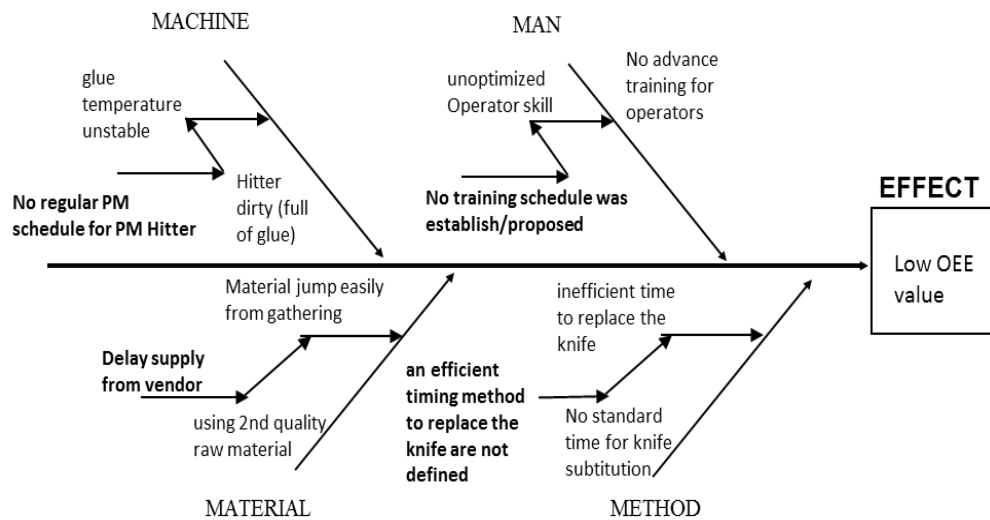 MACHINE
MAN
glue
temperature
unstable
unoptimized
Operator skill
No advance
training for
operators
No regular PM
schedule for PM Hitter
Hitter
dirty (full
of glue)
No training schedule was
establish/proposed
EFFECT
Low OEE
value
Material jump easily
from gathering
inefficient time
to replace the
knife
Delay supply
from vendor
using 2nd quality
raw material
an efficient
timing method
to replace the
knife are not
defined
No standard
time for knife
subtitution
MATERIAL
METHOD